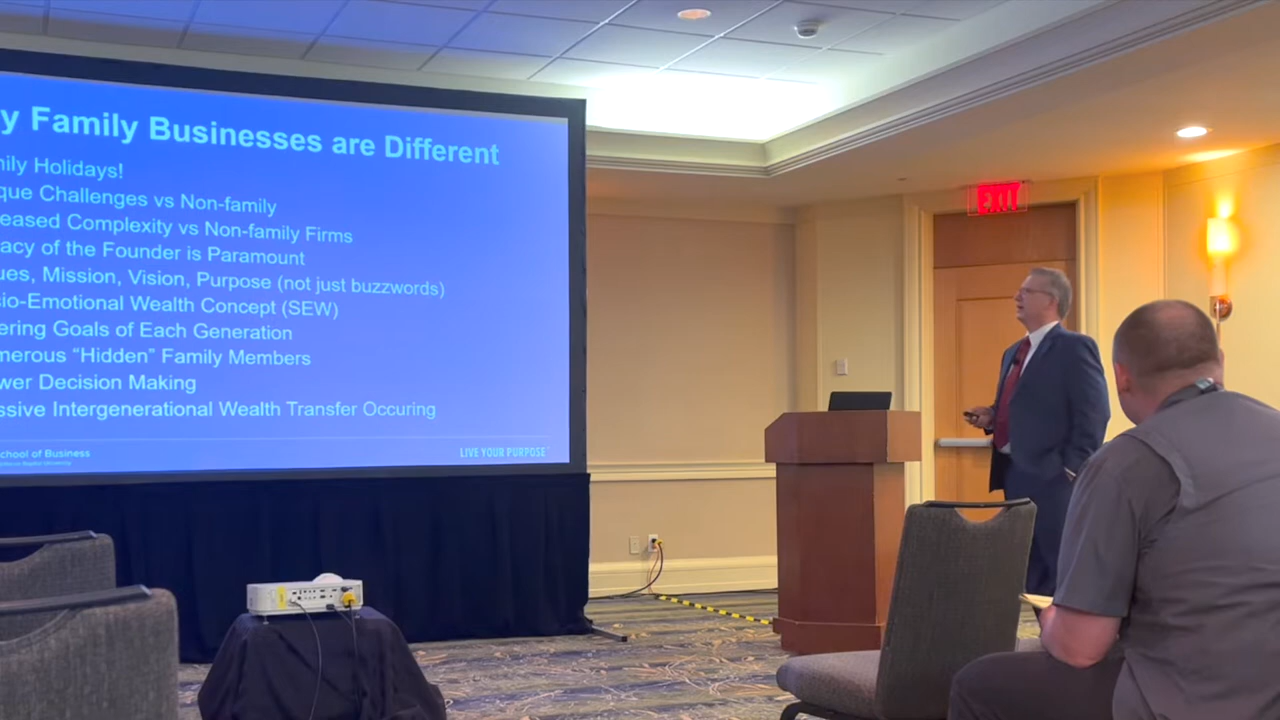 y Family Businesses are Different
nily Holidays!
que Challenges vs Non-family
eased Complexity vs Non-family Firms
acy of the Founder is Paramount
ues, Mission, Vision, Purpose (not just buzzwords)
cio-Emotional Wealth Concept (SEW)
ering Goals of Each Generation
merous “Hidden” Family Members
wer Decision Making
ssive Intergenerational Wealth Transfer Occuring
chool of Business
LIVE YOUR PURPOSE
EXIT